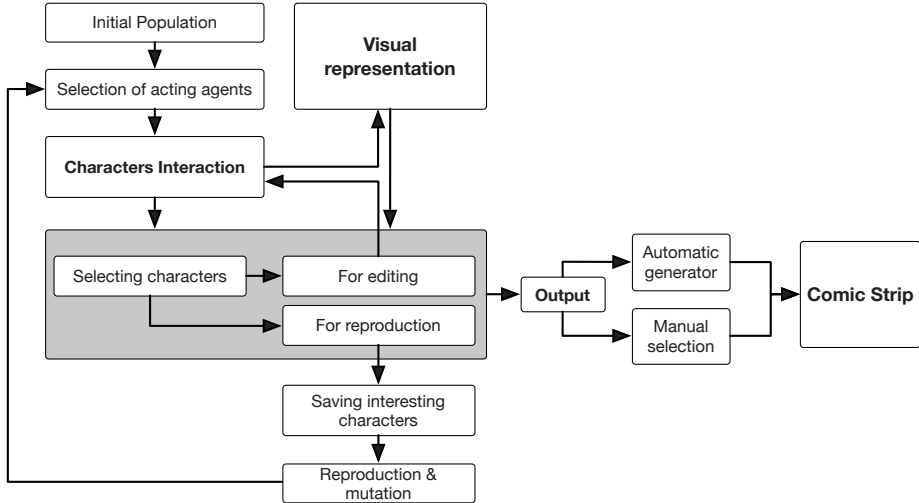 Initial Population
Visual
representation
Selection of acting agents
Characters Interaction
Selecting characters
For editing
For reproduction
Output
Automatic
generator
Manual
selection
Comic Strip
Saving interesting
characters
Reproduction &
mutation